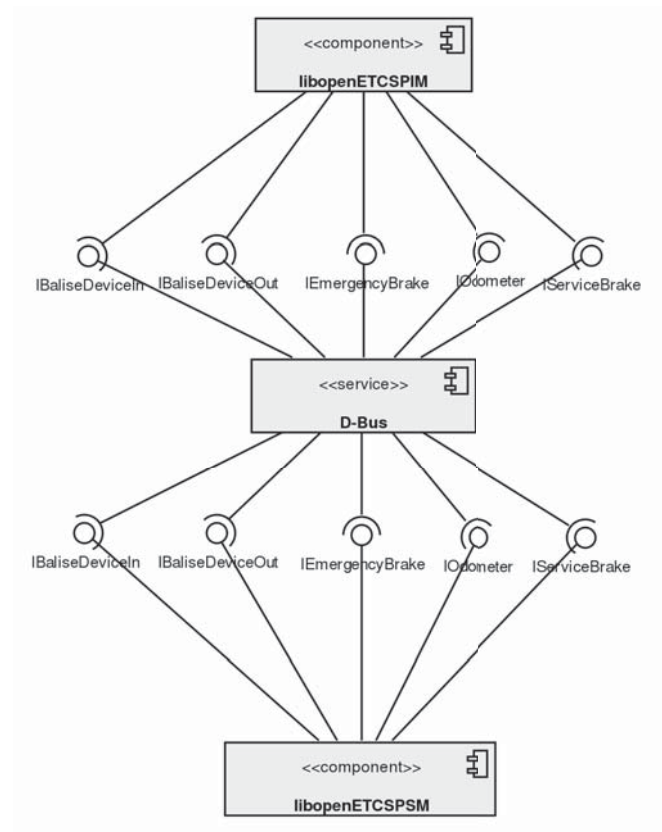 <<component>>
libopenETCSPIM
IBaliseDeviceIn
IBaliseDeviceOut
IEmergencyBrake
IOdometer
IServiceBrake
<<service>>
D-Bus
IBaliseDeviceIn
IBaliseDeviceOut
IEmergencyBrake
IOdometer
IServiceBrake
<<component>>
libopenETCSPSM